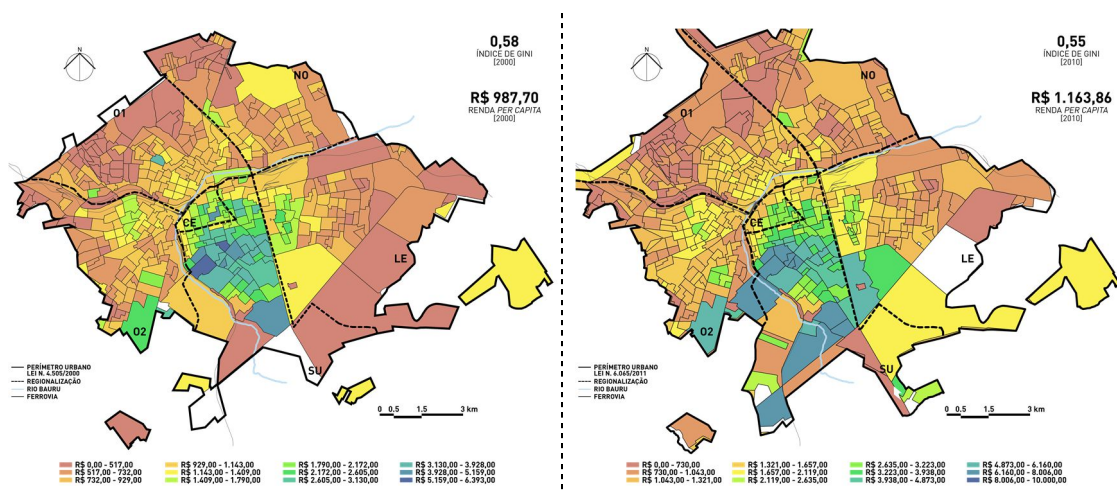 N
0,58
ÍNDICE DE GINI
[2000]
R$ 987,70
RENDA PER CAPITA
[2000]
NO
O1
CE
LE
O2
SU
PERÍMETRO URBANO
LEI N. 4.505/2000
REGIONALIZAÇÃO
RIO BAURU
FERROVIA
0 0.5 1.5 3 km
R$ 0,00 - 517,00
R$ 517,00 - 732,00
R$ 732,00 - 929,00
R$ 929,00 - 1.143,00
R$ 1.143,00 - 1.409,00
R$ 1.409,00 - 1.790,00
R$ 1.790,00 - 2.172,00
R$ 2.172,00 - 2.605,00
R$ 2.605,00 - 3.130,00
R$ 3.130,00 - 3.928,00
R$ 3.928,00 - 5.159,00
R$ 5.159,00 - 6.393,00
N
0,55
ÍNDICE DE GINI
[2010]
R$ 1.163,86
RENDA PER CAPITA
[2010]
NO
O1
CE
LE
O2
SU
PERÍMETRO URBANO
LEI N. 6.065/2011
REGIONALIZAÇÃO
RIO BAURU
FERROVIA
0 0.5 1.5 3 km
R$ 0,00 - 730,00
R$ 730,00 - 1.043,00
R$ 1.043,00 - 1.321,00
R$ 1.321,00 - 1.657,00
R$ 1.657,00 - 2.119,00
R$ 2.119,00 - 2.635,00
R$ 2.635,00 - 3.223,00
R$ 3.223,00 - 3.938,00
R$ 3.938,00 - 4.873,00
R$ 4.873,00 - 6.160,00
R$ 6.160,00 - 8.006,00
R$ 8.006,00 - 10.000,00